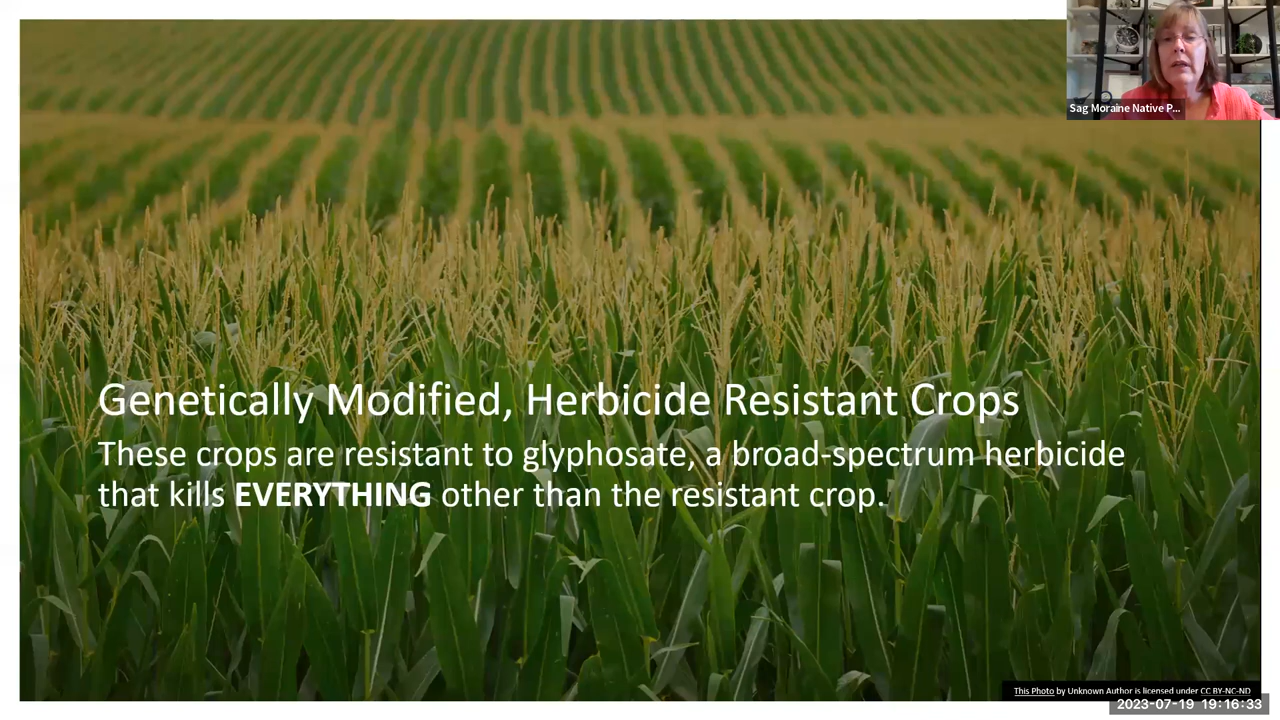 Sag Moraine Native P...
Genetically Modified, Herbicide Resistant Crops
These crops are resistant to glyphosate, a broad-spectrum herbicide
that kills EVERYTHING other than the resistant crop.
This Photo by Unknown Author is licensed under CC BY-NC-ND
2023-07-19 19:16:33